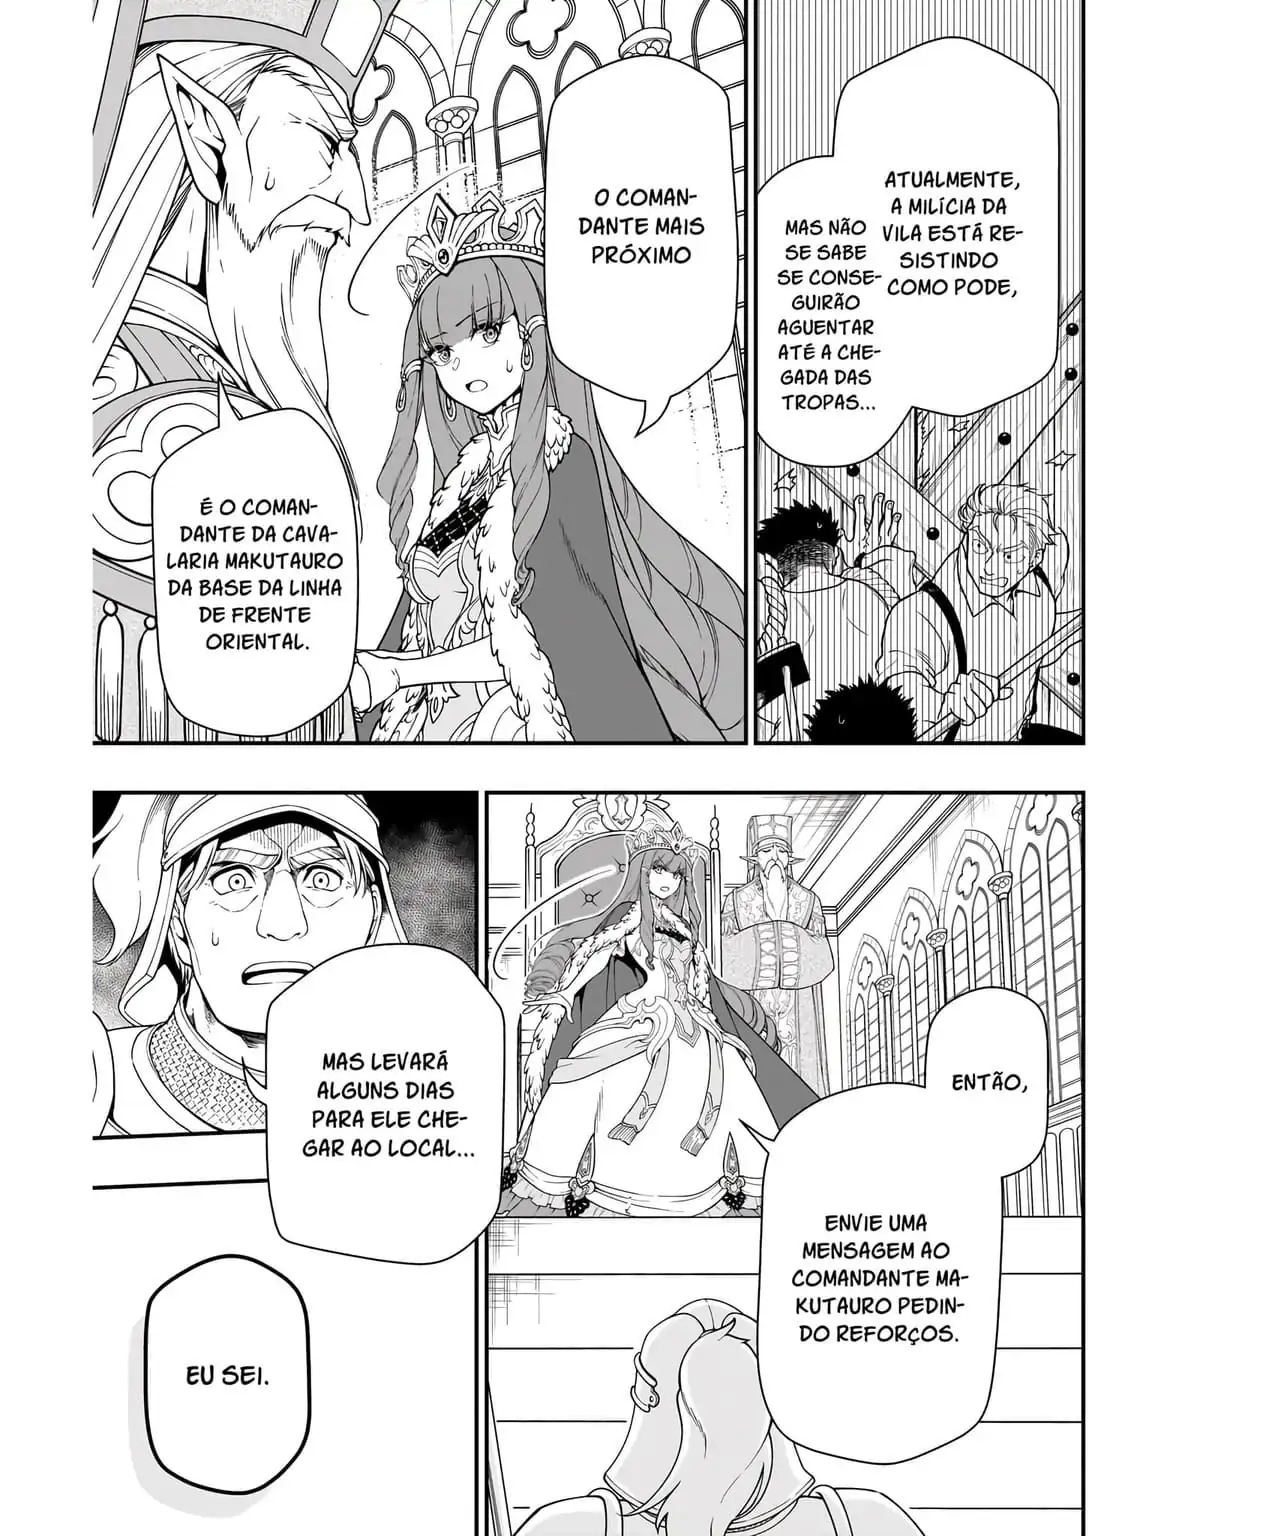 ATUALMENTE,
A MILÍCIA DA
VILA ESTÁ RE-
SISTINDO
COMO PODE,
MAS NÃO
SE SABE
SE CONSE-
GUIRÃO
AGUENTAR
ATÉ A CHE-
GADA DAS
TROPAS...
O COMAN-
DANTE MAIS
PRÓXIMO
É O COMAN-
DANTE DA CAVA-
LARIA MAKUTAURO
DA BASE DA LINHA
DE FRENTE
ORIENTAL.
ENTÃO,
ENVIE UMA
MENSAGEM AO
COMANDANTE MA-
KUTAURO PEDIN-
DO REFORÇOS.
MAS LEVARÁ
ALGUNS DIAS
PARA ELE CHE-
GAR AO LOCAL...
EU SEI.